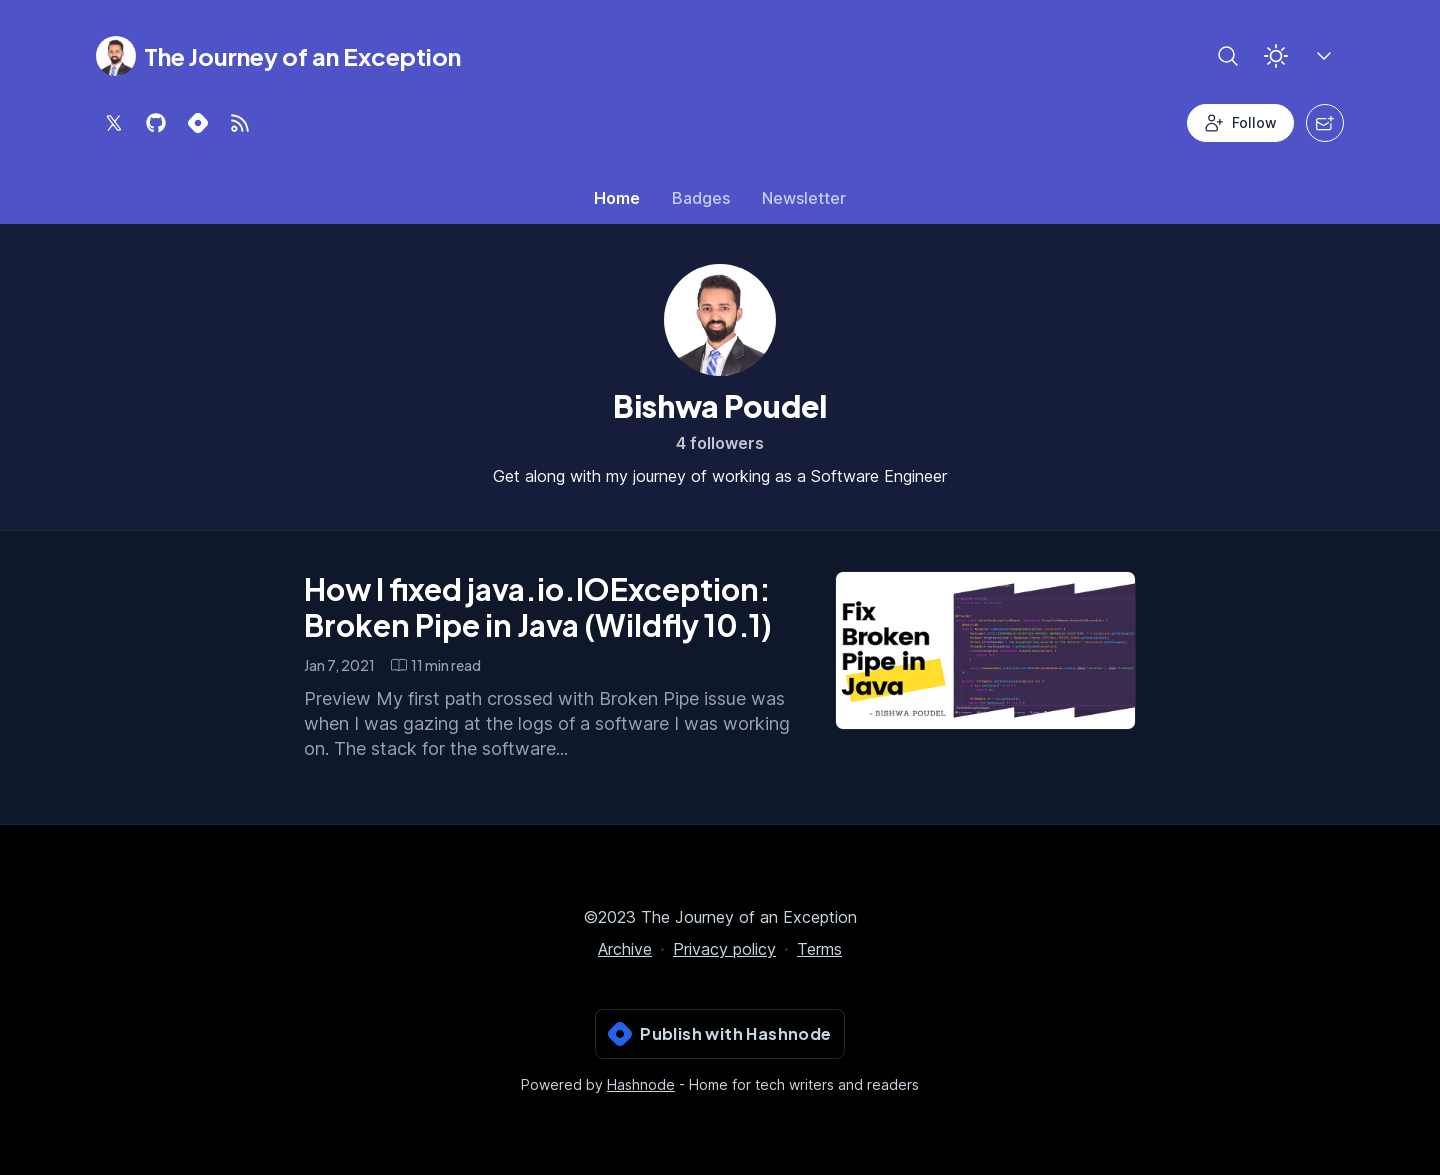 The Journey of an Exception
Follow
Home Badges Newsletter
Bishwa Poudel
4 followers
Get along with my journey of working as a Software Engineer
How I fixed java.io.IOException:
Broken Pipe in Java (Wildfly 10.1)
Jan 7, 2021 11 min read
Preview My first path crossed with Broken Pipe issue was
when I was gazing at the logs of a software I was working
on. The stack for the software...
Fix
Broken
Pipe in
Java
- BISHWA POUDEL
©2023 The Journey of an Exception
Archive · Privacy policy · Terms
Publish with Hashnode
Powered by Hashnode - Home for tech writers and readers